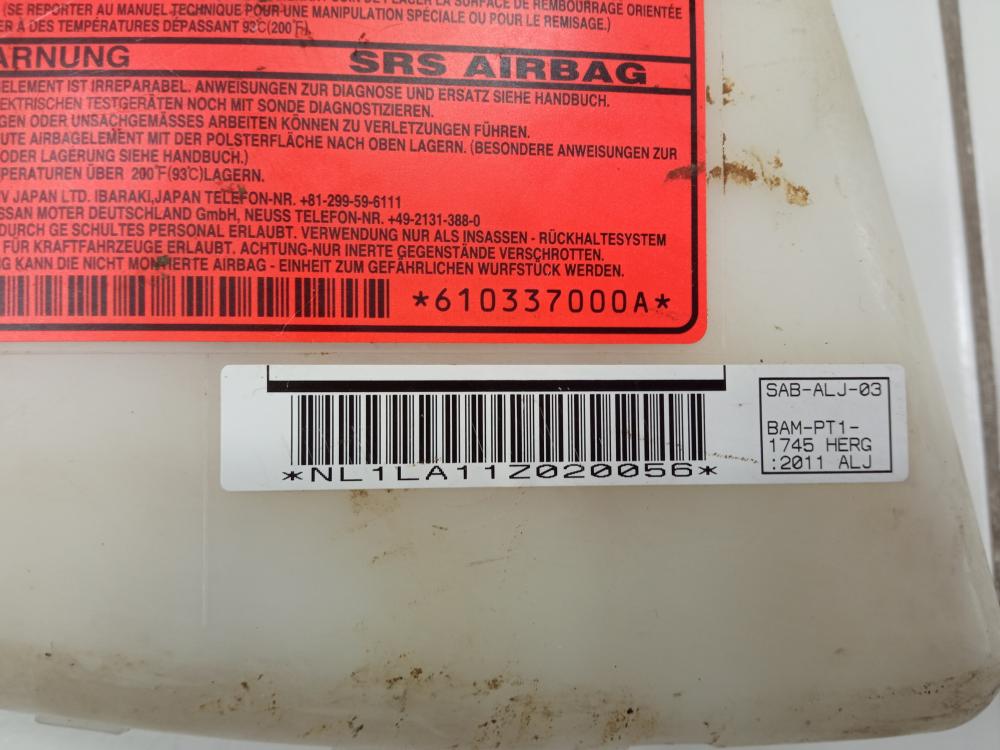 (SE REPORTER AU MANUEL TECHNIQUE POUR UNE MANIPULATION SPÉCIALE OU POUR LE REMISAGE.)
À DES TEMPÉRATURES DÉPASSANT 93℃(200℉)
ARNUNG SRS AIRBAG
ELEMENT IST IRREPARABEL. ANWEISUNGEN ZUR DIAGNOSE UND ERSATZ SIEHE HANDBUCH.
EKTRISCHEN TESTGERÄTEN NOCH MIT SONDE DIAGNOSTIZIEREN.
GEN ODER UNSACHGEMÄSSES ARBEITEN KÖNNEN ZU VERLETZUNGEN FÜHREN.
UTE AIRBAGELEMENT MIT DER POLSTERFLÄCHE NACH OBEN LAGERN. (BESONDERE ANWEISUNGEN ZUR
ODER LAGERUNG SIEHE HANDBUCH.)
PERATUREN ÜBER 200℉(93℃)LAGERN.
V JAPAN LTD. IBARAKI,JAPAN TELEFON-NR. +81-299-59-6111
SSAN MOTER DEUTSCHLAND GmbH, NEUSS TELEFON-NR. +49-2131-388-0
DURCH GE SCHULTES PERSONAL ERLAUBT. VERWENDUNG NUR ALS INSASSEN - RÜCKHALTESYSTEM
FÜR KRAFTFAHRZEUGE ERLAUBT. ACHTUNG-NUR INERTE GEGENSTÄNDE VERSCHROTTEN.
G KANN DIE NICHT MONTIERTE AIRBAG - EINHEIT ZUM GEFÄHRLICHEN WURFSTÜCK WERDEN.
*610337000A*
*NL1LA11Z020056*
SAB-ALJ-03
BAM-PT1-
1745 HERG
:2011 ALJ